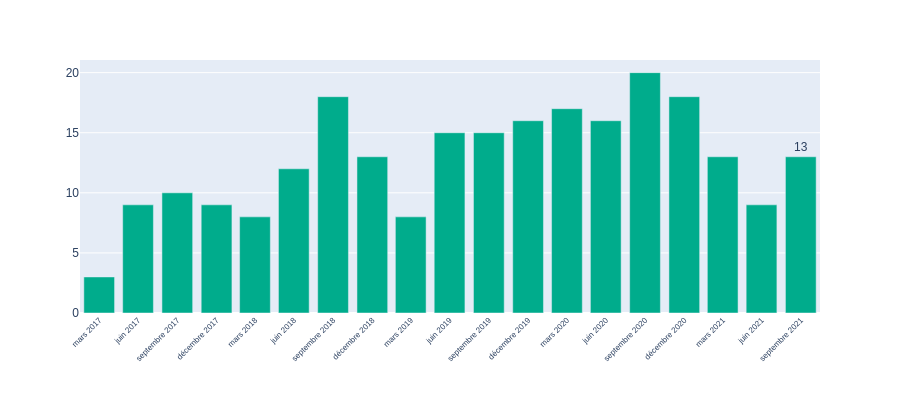 20
15
10
5
0
13
mars 2017
juin 2017
septembre 2017
décembre 2017
mars 2018
juin 2018
septembre 2018
décembre 2018
mars 2019
juin 2019
septembre 2019
décembre 2019
mars 2020
juin 2020
septembre 2020
décembre 2020
mars 2021
juin 2021
septembre 2021